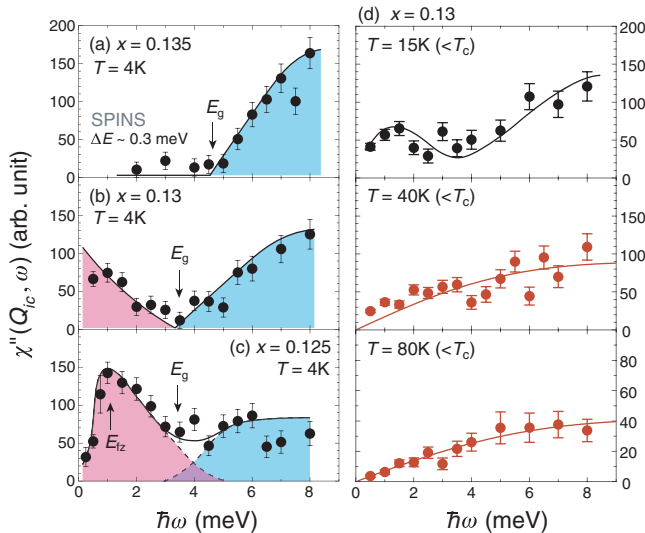 (a) x = 0.135
T = 4K
SPINS
ΔE ~ 0.3 meV
Eg
200
150
100
50
0
(b) x = 0.13
T = 4K
Eg
150
100
50
0
(c) x = 0.125
T = 4K
Eg
Efz
150
100
50
0
0 2 4 6 8
ħω (meV)
χ"(Qic, ω) (arb. unit)
(d) x = 0.13
T = 15K (<Tc)
200
150
100
50
0
T = 40K (<Tc)
150
100
50
0
T = 80K (<Tc)
80
60
40
20
0
0 2 4 6 8
ħω (meV)